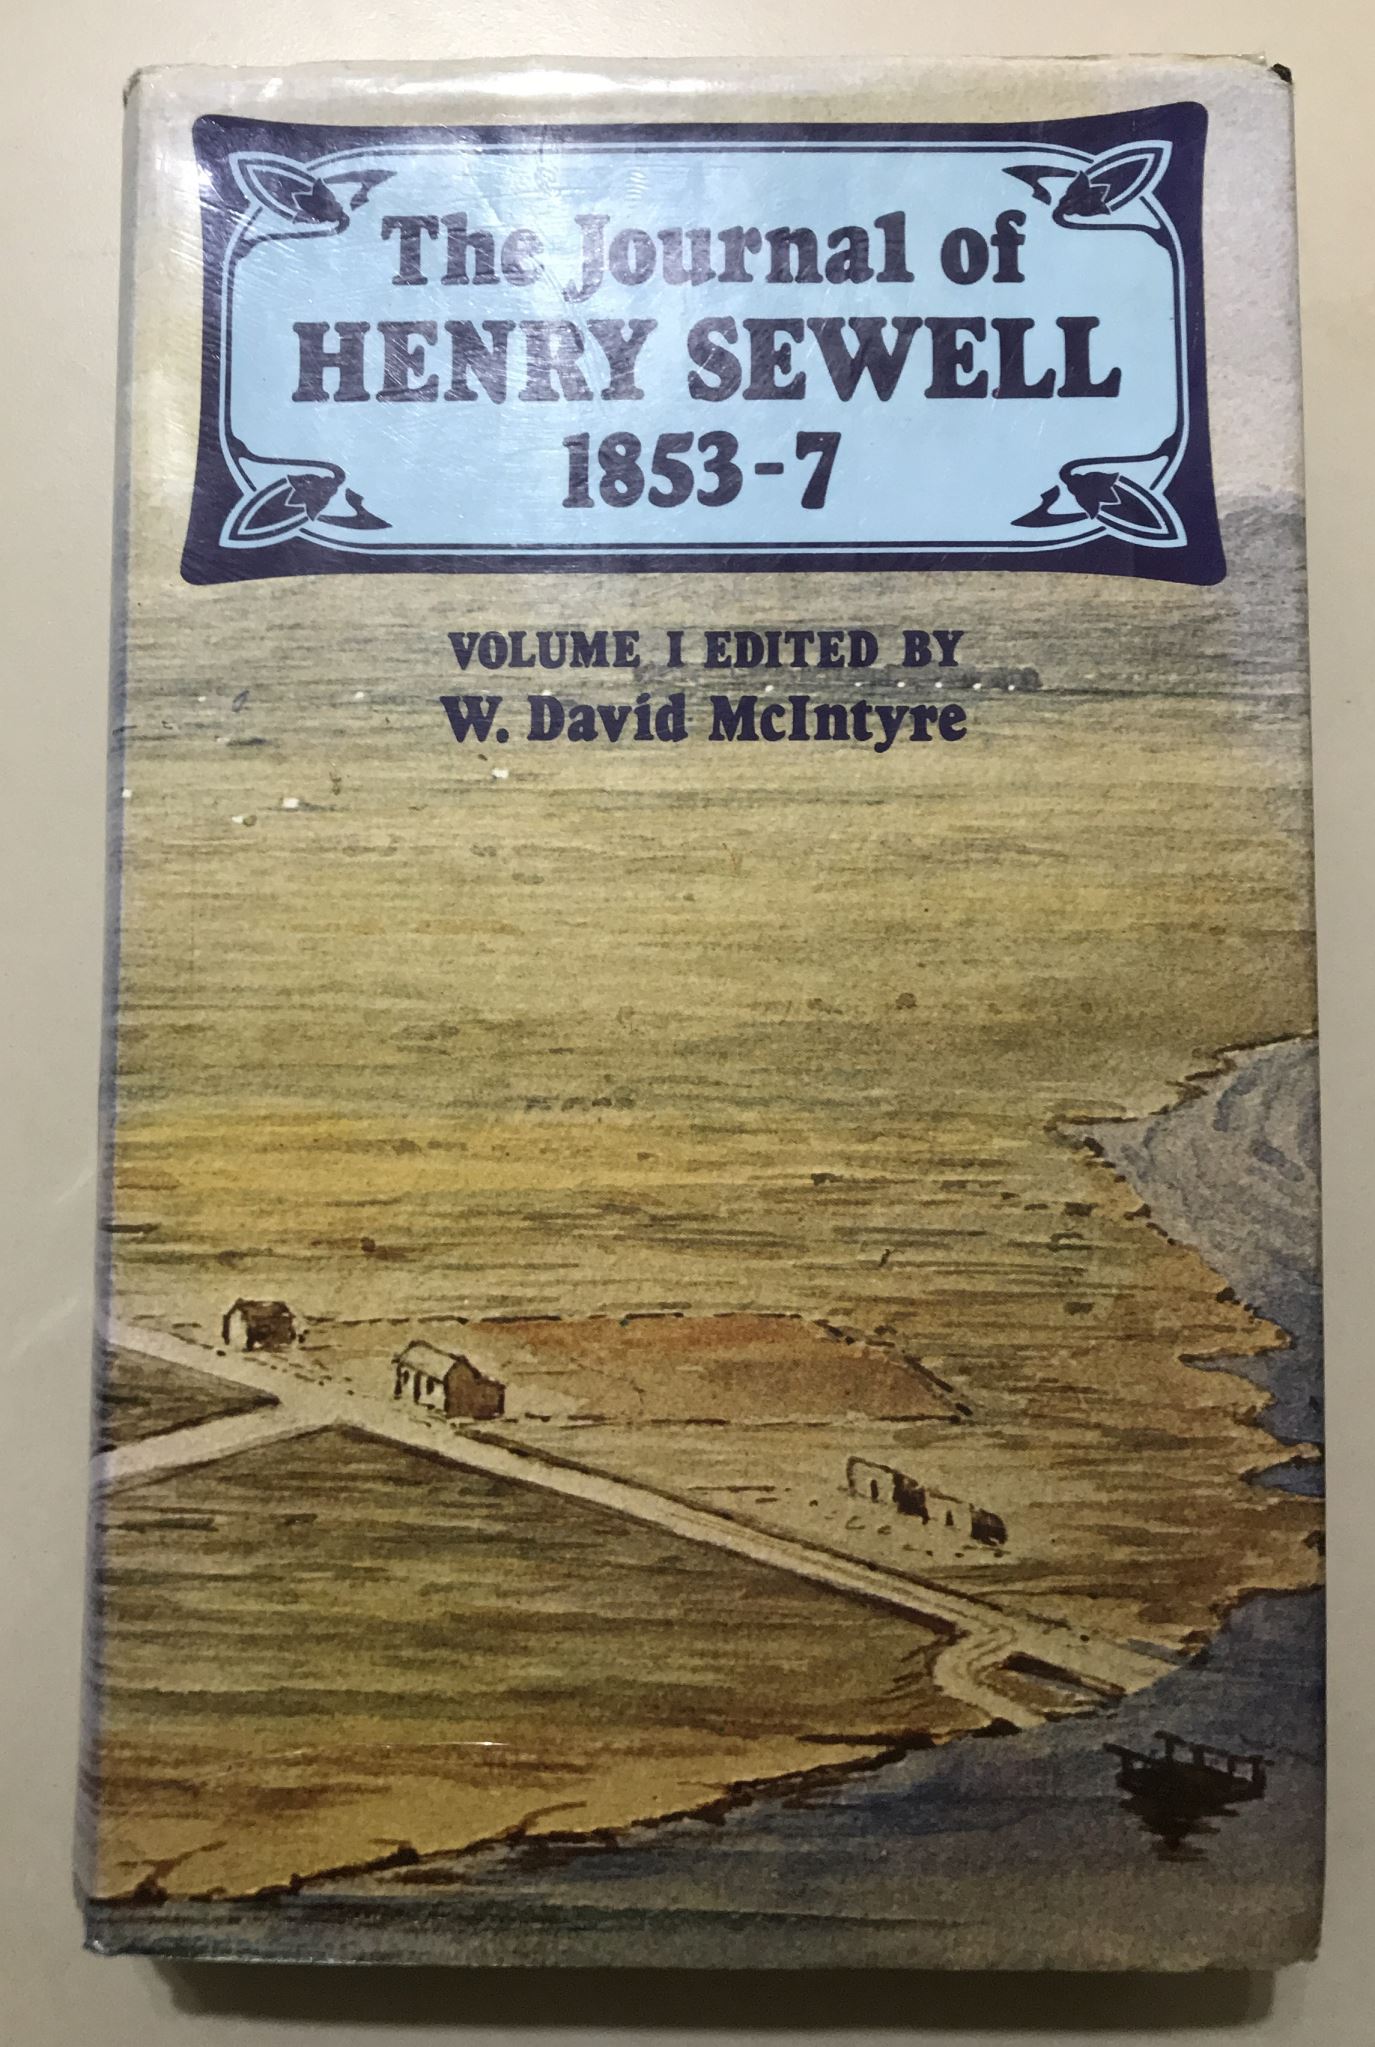 The Journal of
HENRY SEWELL
1853-7
VOLUME I EDITED BY
W. David McIntyre